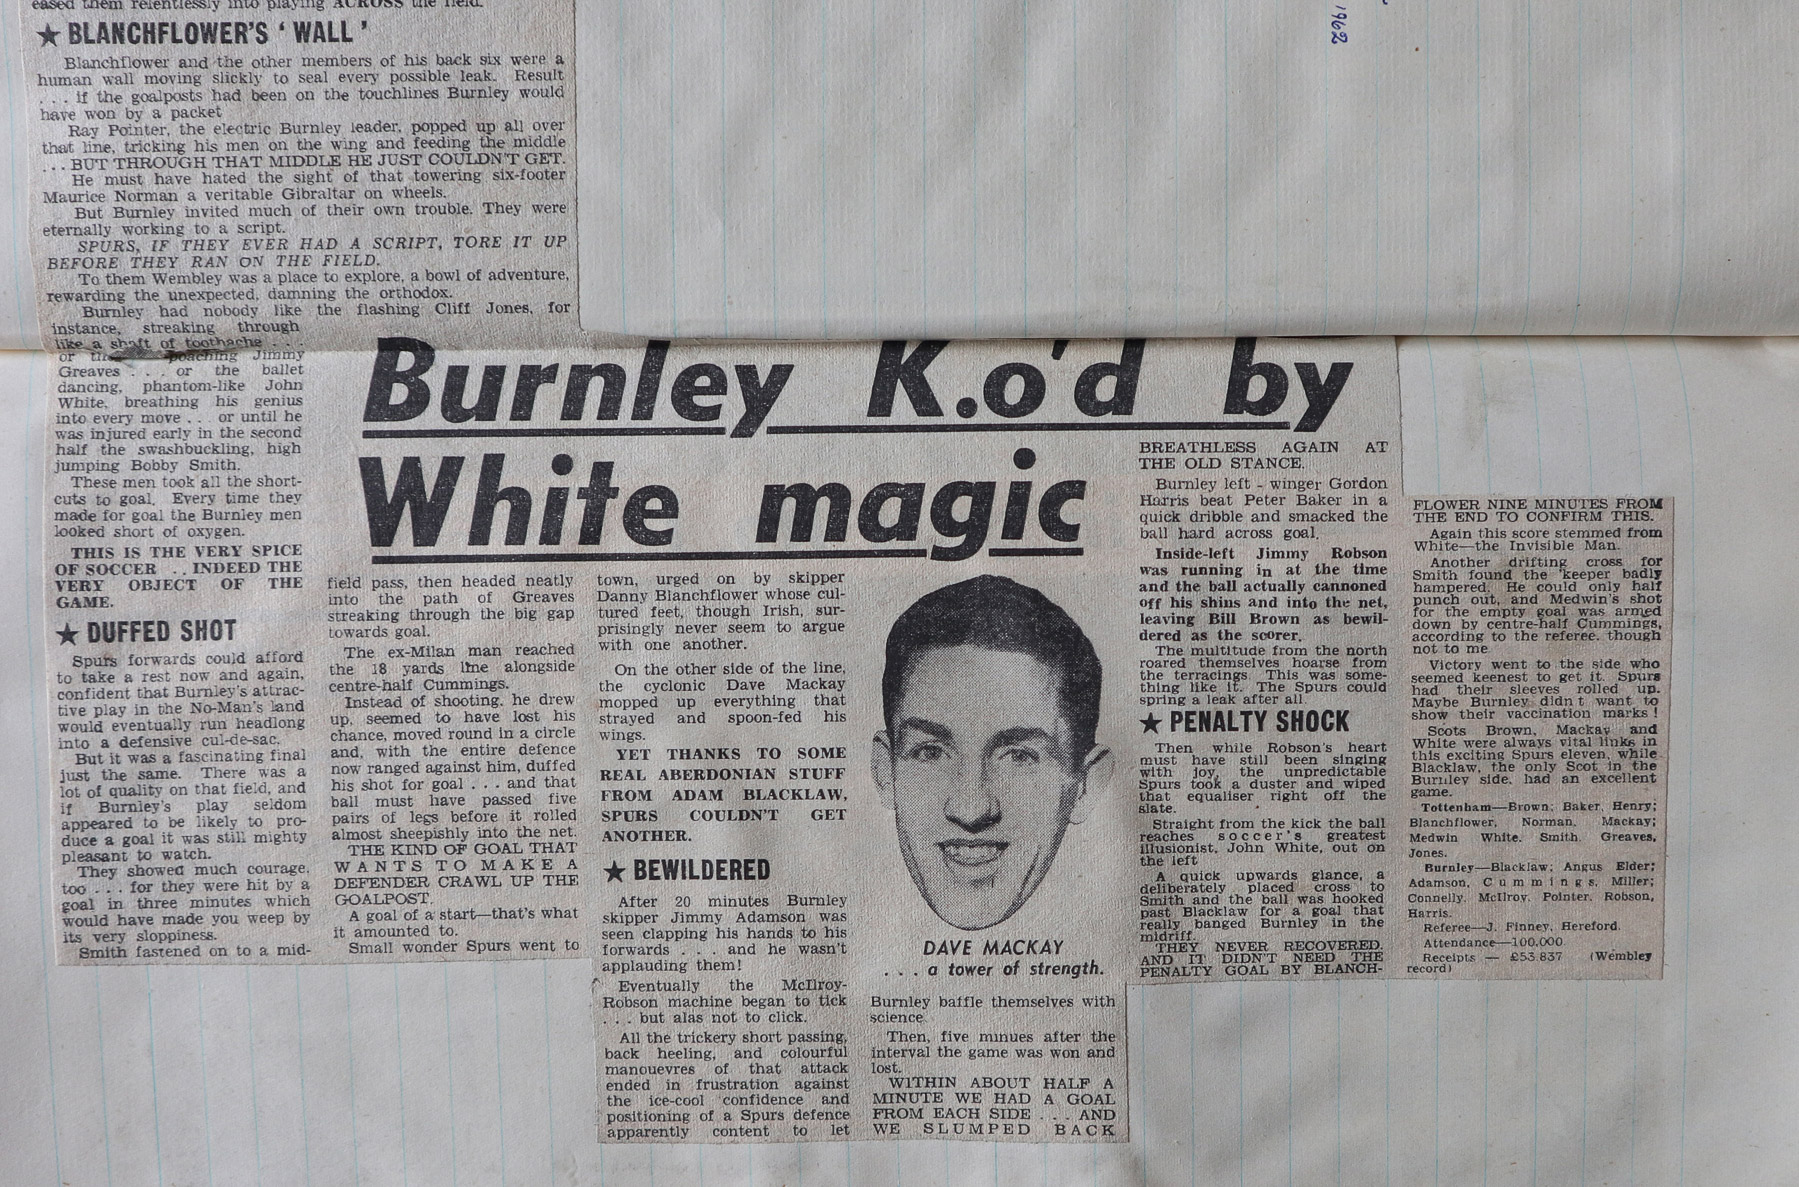 eased them relentlessly into playing ACROSS the field.
★ BLANCHFLOWER'S ‘ WALL ’
Blanchflower and the other members of his back six were a
human wall moving slickly to seal every possible leak. Result
. . . if the goalposts had been on the touchlines Burnley would
have won by a packet
Ray Pointer, the electric Burnley leader, popped up all over
that line, tricking his men on the wing and feeding the middle
. . . BUT THROUGH THAT MIDDLE HE JUST COULDN'T GET.
He must have hated the sight of that towering six-footer
Maurice Norman a veritable Gibraltar on wheels.
But Burnley invited much of their own trouble. They were
eternally working to a script.
SPURS, IF THEY EVER HAD A SCRIPT, TORE IT UP
BEFORE THEY RAN ON THE FIELD.
To them Wembley was a place to explore, a bowl of adventure,
rewarding the unexpected, damning the orthodox.
Burnley had nobody like the flashing Cliff Jones, for
instance, streaking through
like a shaft of toothache . . .
or the poaching Jimmy
Greaves . . . or the ballet
dancing, phantom-like John
White, breathing his genius
into every move . . . or until he
was injured early in the second
half the swashbuckling, high
jumping Bobby Smith.
These men took all the short-
cuts to goal. Every time they
made for goal the Burnley men
looked short of oxygen.
THIS IS THE VERY SPICE
OF SOCCER . . INDEED THE
VERY OBJECT OF THE
GAME.
★ DUFFED SHOT
Spurs forwards could afford
to take a rest now and again,
confident that Burnley's attrac-
tive play in the No-Man's land
would eventually run headlong
into a defensive cul-de-sac.
But it was a fascinating final
just the same. There was a
lot of quality on that field, and
if Burnley's play seldom
appeared to be likely to pro-
duce a goal it was still mighty
pleasant to watch.
They showed much courage,
too . . . for they were hit by a
goal in three minutes which
would have made you weep by
its very sloppiness.
Smith fastened on to a mid-
Burnley K.o'd by
White magic
field pass, then headed neatly
into the path of Greaves
streaking through the big gap
towards goal.
The ex-Milan man reached
the 18 yards line alongside
centre-half Cummings.
Instead of shooting, he drew
up, seemed to have lost his
chance, moved round in a circle
and, with the entire defence
now ranged against him, duffed
his shot for goal . . . and that
ball must have passed five
pairs of legs before it rolled
almost sheepishly into the net.
THE KIND OF GOAL THAT
WANTS TO MAKE A
DEFENDER CRAWL UP THE
GOALPOST.
A goal of a start—that's what
it amounted to.
Small wonder Spurs went to
town, urged on by skipper
Danny Blanchflower whose cul-
tured feet, though Irish, sur-
prisingly never seem to argue
with one another.
On the other side of the line,
the cyclonic Dave Mackay
mopped up everything that
strayed and spoon-fed his
wings.
YET THANKS TO SOME
REAL ABERDONIAN STUFF
FROM ADAM BLACKLAW,
SPURS COULDN'T GET
ANOTHER.
★ BEWILDERED
After 20 minutes Burnley
skipper Jimmy Adamson was
seen clapping his hands to his
forwards . . . and he wasn't
applauding them!
Eventually the McIlroy-
Robson machine began to tick
. . . but alas not to click.
All the trickery short passing,
back heeling, and colourful
manouevres of that attack
ended in frustration against
the ice-cool confidence and
positioning of a Spurs defence
apparently content to let
DAVE MACKAY
. . . a tower of strength.
Burnley baffle themselves with
science
Then, five minues after the
interval the game was won and
lost.
WITHIN ABOUT HALF A
MINUTE WE HAD A GOAL
FROM EACH SIDE . . . AND
WE SLUMPED BACK
BREATHLESS AGAIN AT
THE OLD STANCE.
Burnley left - winger Gordon
Harris beat Peter Baker in a
quick dribble and smacked the
ball hard across goal.
Inside-left Jimmy Robson
was running in at the time
and the ball actually cannoned
off his shins and into the net,
leaving Bill Brown as bewil-
dered as the scorer.
The multitude from the north
roared themselves hoarse from
the terracings. This was some-
thing like it. The Spurs could
spring a leak after all.
★ PENALTY SHOCK
Then while Robson's heart
must have still been singing
with joy, the unpredictable
Spurs took a duster and wiped
that equaliser right off the
slate.
Straight from the kick the ball
reaches soccer's greatest
illusionist, John White, out on
the left
A quick upwards glance, a
deliberately placed cross to
Smith and the ball was hooked
past Blacklaw for a goal that
really banged Burnley in the
midriff.
THEY NEVER RECOVERED.
AND IT DIDN'T NEED THE
PENALTY GOAL BY BLANCH-
FLOWER NINE MINUTES FROM
THE END TO CONFIRM THIS.
Again this score stemmed from
White—the Invisible Man.
Another drifting cross for
Smith found the 'keeper badly
hampered. He could only half
punch out, and Medwin's shot
for the empty goal was armed
down by centre-half Cummings,
according to the referee, though
not to me
Victory went to the side who
seemed keenest to get it. Spurs
had their sleeves rolled up.
Maybe Burnley didn't want to
show their vaccination marks !
Scots Brown, Mackay and
White were always vital links in
this exciting Spurs eleven, while
Blacklaw, the only Scot in the
Burnley side, had an excellent
game.
Tottenham—Brown; Baker, Henry;
Blanchflower, Norman, Mackay;
Medwin White, Smith, Greaves,
Jones.
Burnley—Blacklaw; Angus Elder;
Adamson, Cummings, Miller;
Connelly, McIlroy, Pointer, Robson,
Harris.
Referee—J. Finney, Hereford.
Attendance—100,000
Receipts — £53,837 (Wembley
record)
1962